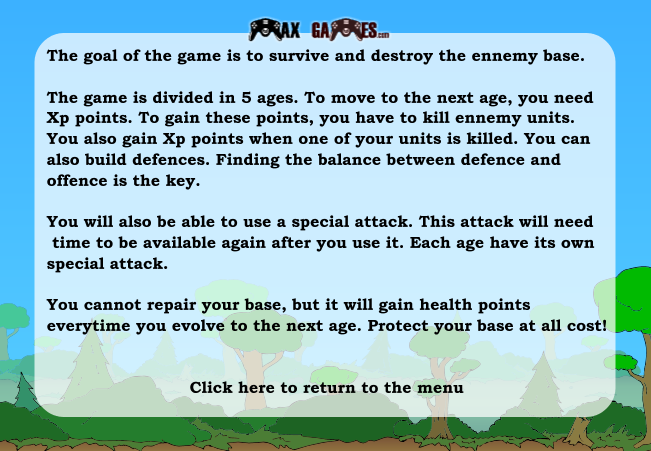 MAX GAMES.com
The goal of the game is to survive and destroy the ennemy base.
The game is divided in 5 ages. To move to the next age, you need
Xp points. To gain these points, you have to kill ennemy units.
You also gain Xp points when one of your units is killed. You can
also build defences. Finding the balance between defence and
offence is the key.
You will also be able to use a special attack. This attack will need
time to be available again after you use it. Each age have its own
special attack.
You cannot repair your base, but it will gain health points
everytime you evolve to the next age. Protect your base at all cost!
Click here to return to the menu